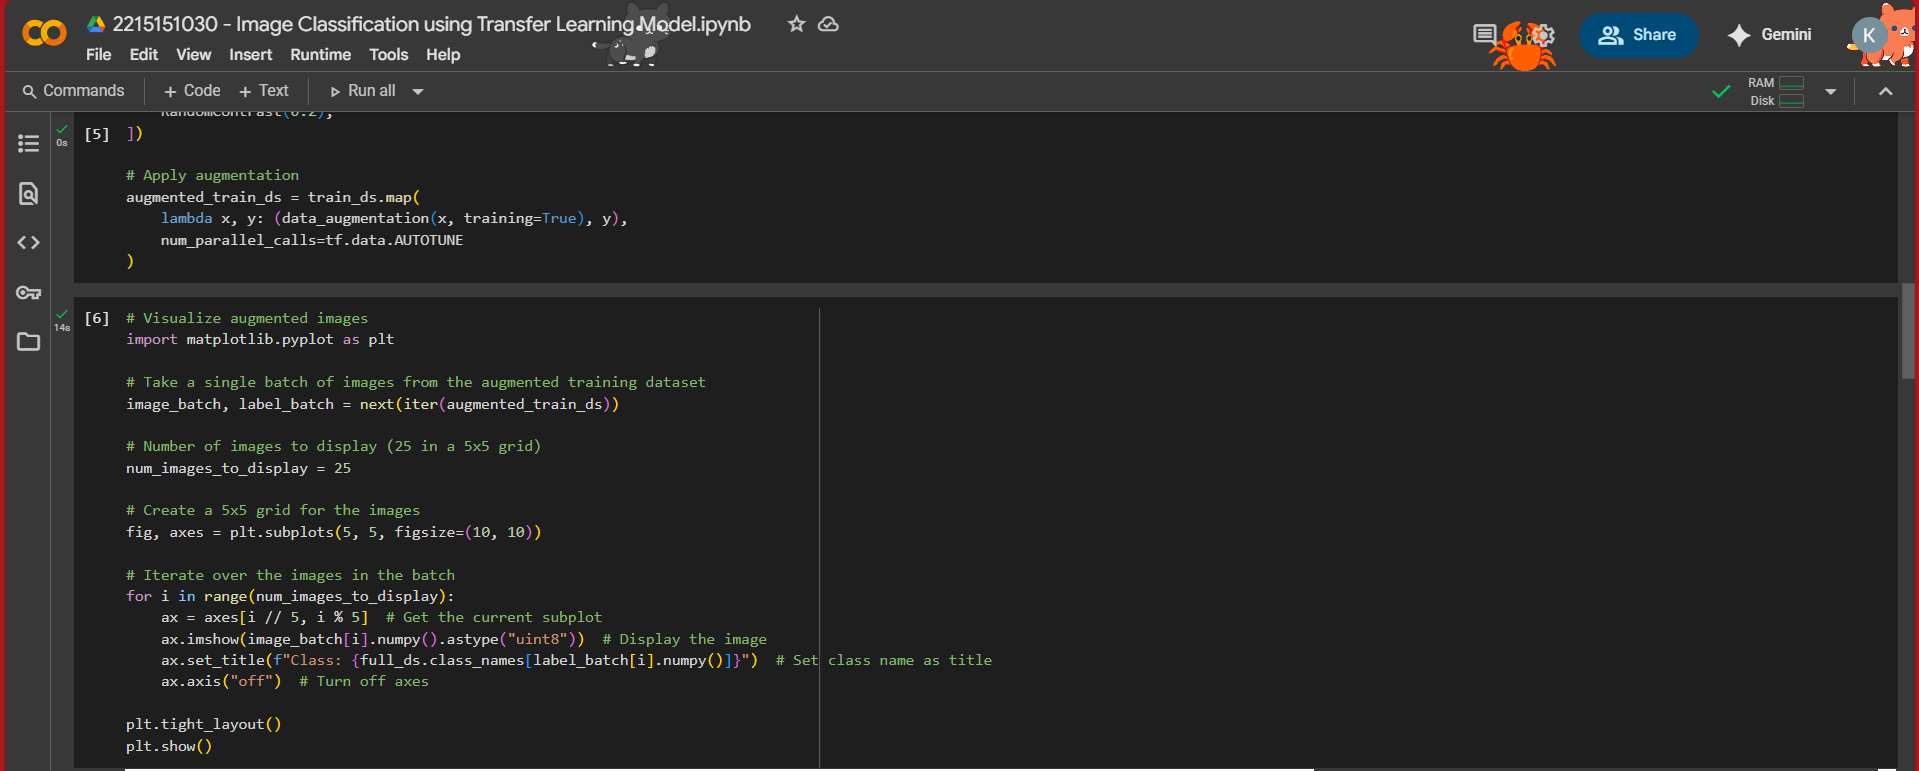 2215151030 - Image Classification using Transfer Learning Model.ipynb
File Edit View Insert Runtime Tools Help
Share
Gemini
K
Commands + Code + Text Run all
RAM
Disk
RandomContrast(0.2),
[5] ])
0s
# Apply augmentation
augmented_train_ds = train_ds.map(
    lambda x, y: (data_augmentation(x, training=True), y),
    num_parallel_calls=tf.data.AUTOTUNE
)
[6] # Visualize augmented images
14s
import matplotlib.pyplot as plt
# Take a single batch of images from the augmented training dataset
image_batch, label_batch = next(iter(augmented_train_ds))
# Number of images to display (25 in a 5x5 grid)
num_images_to_display = 25
# Create a 5x5 grid for the images
fig, axes = plt.subplots(5, 5, figsize=(10, 10))
# Iterate over the images in the batch
for i in range(num_images_to_display):
    ax = axes[i // 5, i % 5]  # Get the current subplot
    ax.imshow(image_batch[i].numpy().astype("uint8"))  # Display the image
    ax.set_title(f"Class: {full_ds.class_names[label_batch[i].numpy()]}")  # Set class name as title
    ax.axis("off")  # Turn off axes
plt.tight_layout()
plt.show()